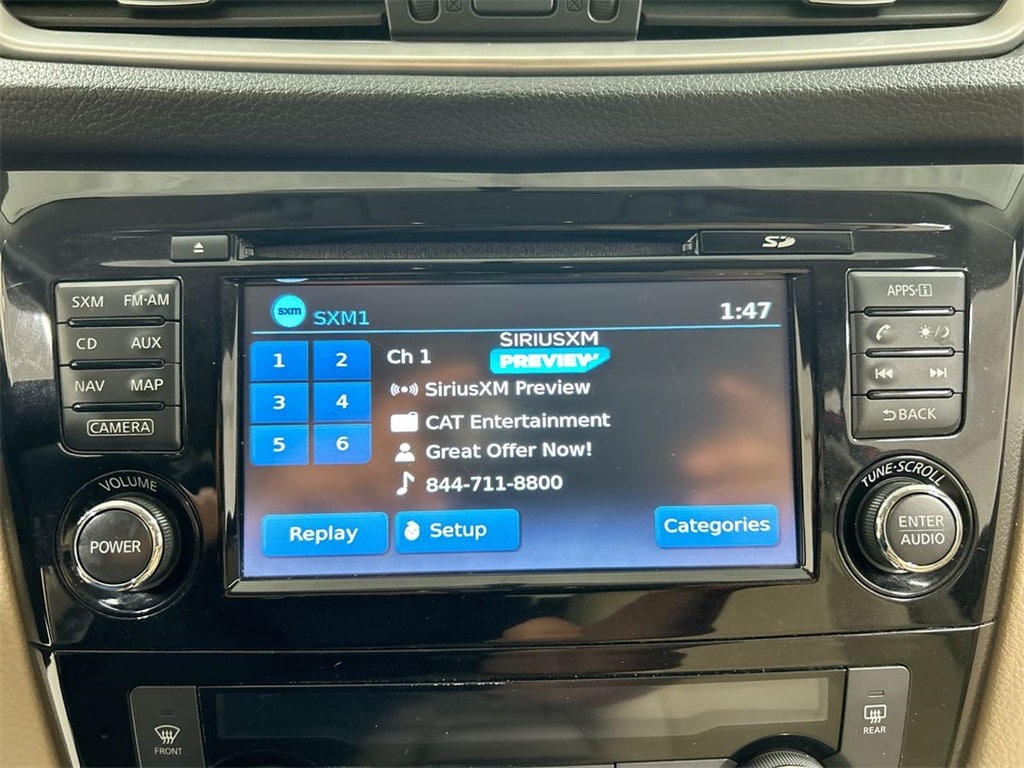 SD
SXM FM·AM
CD AUX
NAV MAP
CAMERA
VOLUME
POWER
sxm SXM1 1:47
1 2
3 4
5 6
Ch 1
SIRIUSXM
PREVIEW
SiriusXM Preview
CAT Entertainment
Great Offer Now!
844-711-8800
Replay Setup Categories
APPS·i
BACK
TUNE·SCROLL
ENTER
AUDIO
FRONT
REAR